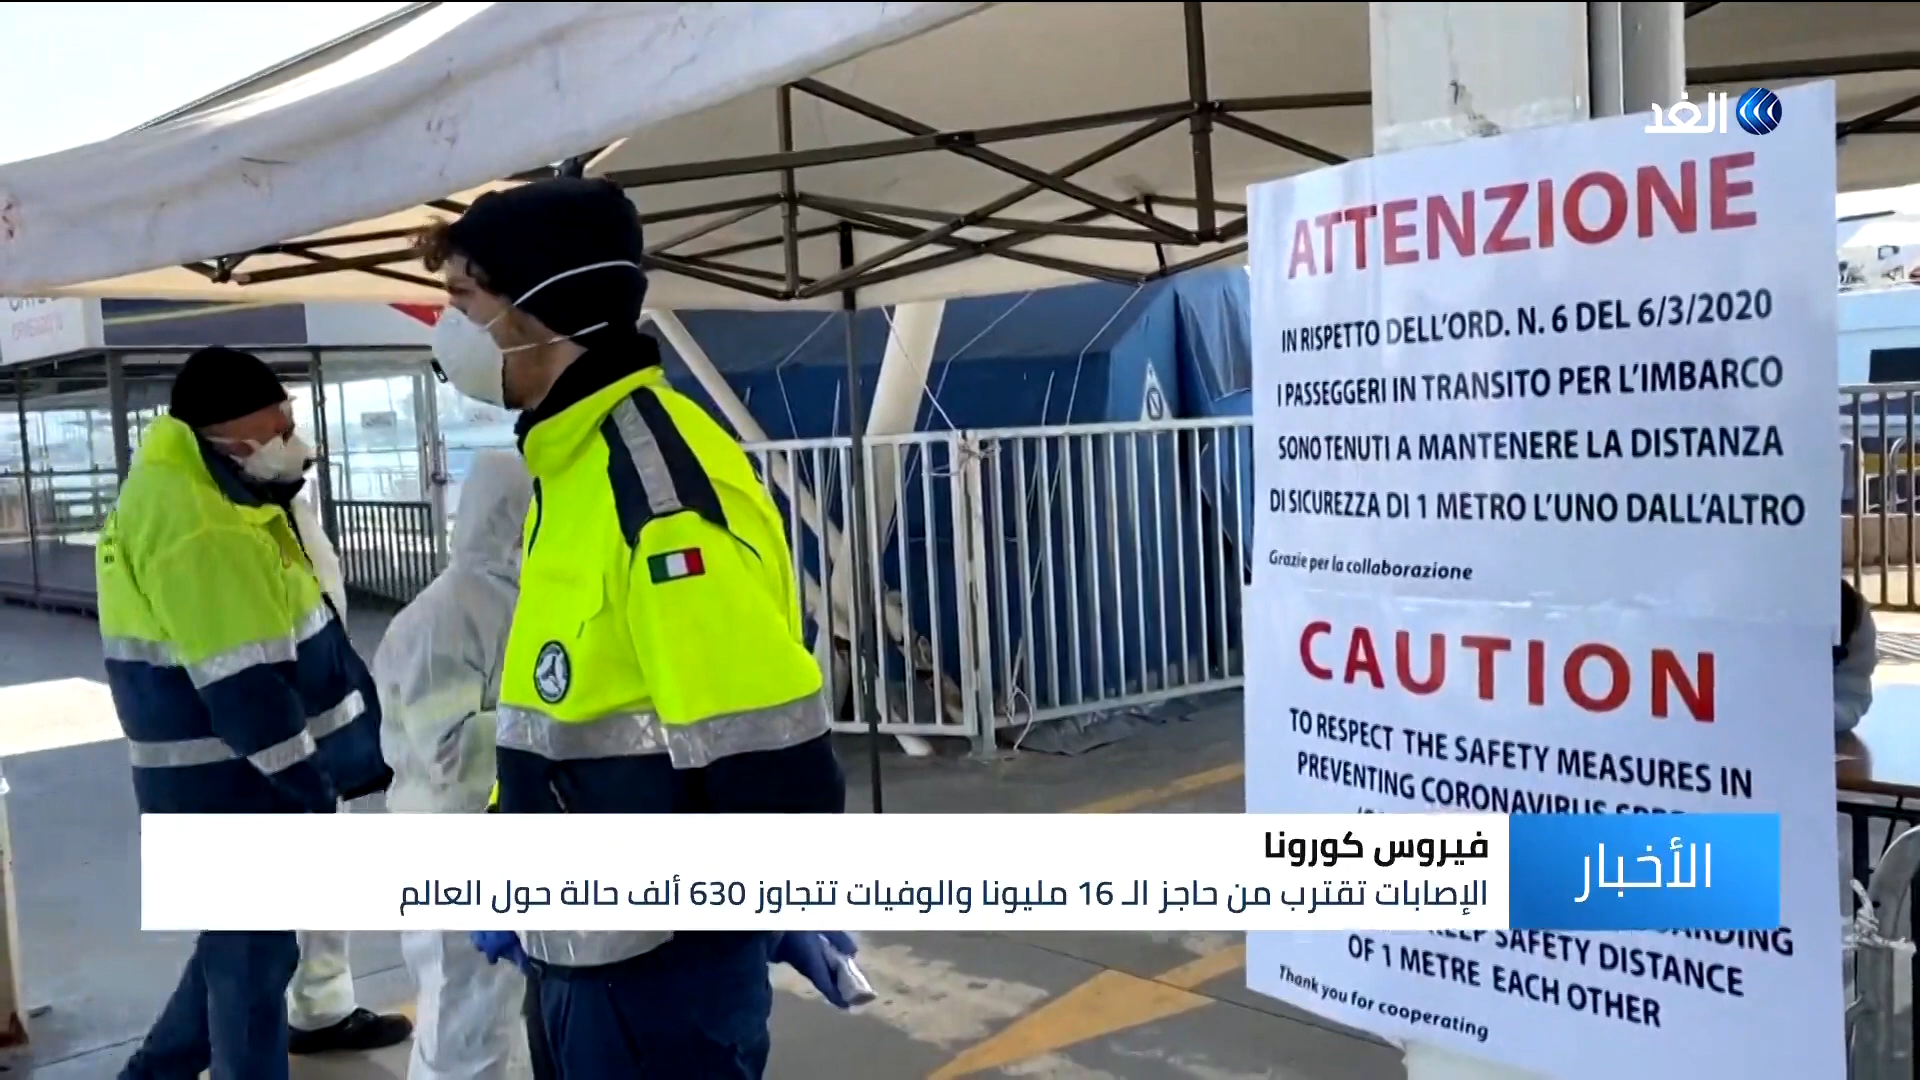 الغد
ATTENZIONE
IN RISPETTO DELL'ORD. N. 6 DEL 6/3/2020
I PASSEGGERI IN TRANSITO PER L'IMBARCO
SONO TENUTI A MANTENERE LA DISTANZA
DI SICUREZZA DI 1 METRO L'UNO DALL'ALTRO
Grazie per la collaborazione
CAUTION
TO RESPECT THE SAFETY MEASURES IN
PREVENTING CORONAVIRUS
KEEP SAFETY DISTANCE
OF 1 METRE EACH OTHER
Thank you for cooperating
الأخبار
فيروس كورونا
الإصابات تقترب من حاجز الـ 16 مليونا والوفيات تتجاوز 630 ألف حالة حول العالم